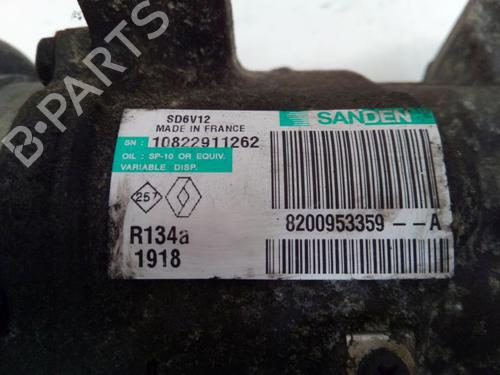 SD6V12
MADE IN FRANCE
SN : 10822911262
OIL : SP-10 OR EQUIV.
VARIABLE DISP.
257
R134a
1918
SANDEN
8200953359--A
B-PARTS